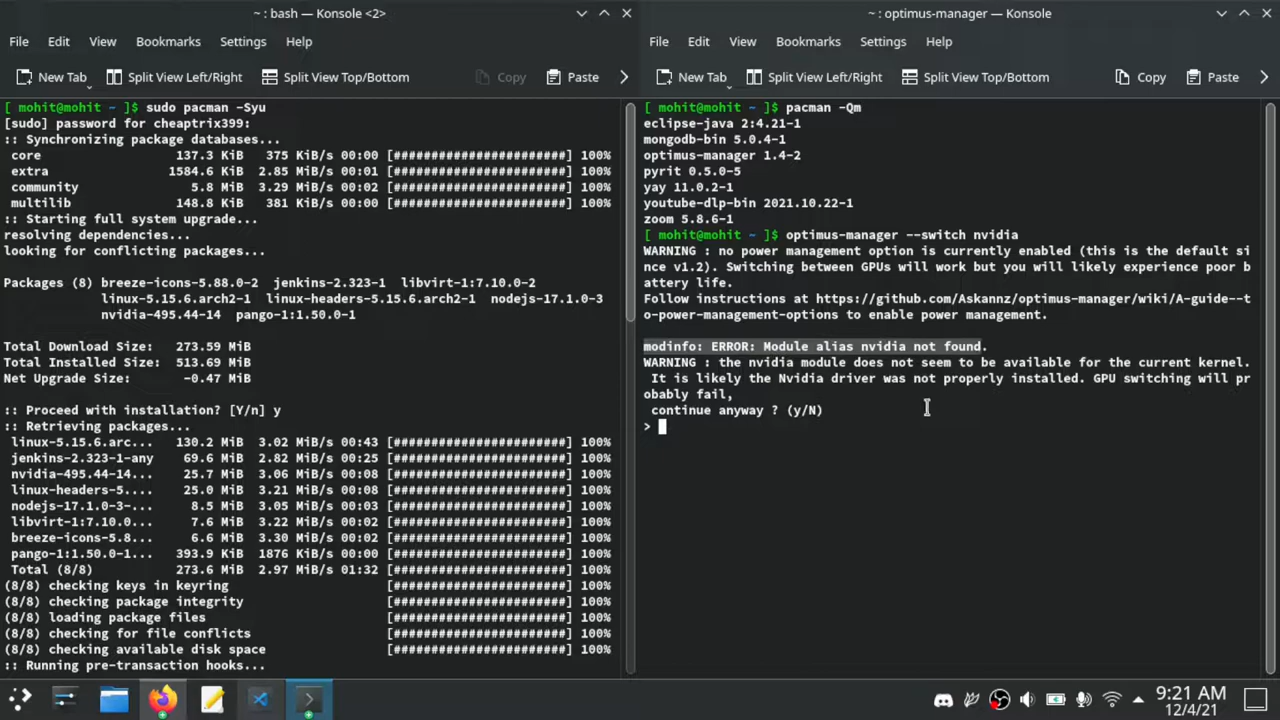 ~ : bash — Konsole <2>
File Edit View Bookmarks Settings Help
New Tab Split View Left/Right Split View Top/Bottom Copy Paste
[ mohit@mohit ~ ]$ sudo pacman -Syu
[sudo] password for cheaptrix399:
:: Synchronizing package databases...
core 137.3 KiB 375 KiB/s 00:00 [#######################] 100%
extra 1584.6 KiB 2.85 MiB/s 00:01 [#######################] 100%
community 5.8 MiB 3.29 MiB/s 00:02 [#######################] 100%
multilib 148.8 KiB 381 KiB/s 00:00 [#######################] 100%
:: Starting full system upgrade...
resolving dependencies...
looking for conflicting packages...
Packages (8) breeze-icons-5.88.0-2 jenkins-2.323-1 libvirt-1:7.10.0-2
linux-5.15.6.arch2-1 linux-headers-5.15.6.arch2-1 nodejs-17.1.0-3
nvidia-495.44-14 pango-1:1.50.0-1
Total Download Size: 273.59 MiB
Total Installed Size: 513.69 MiB
Net Upgrade Size: -0.47 MiB
:: Proceed with installation? [Y/n] y
:: Retrieving packages...
linux-5.15.6.arc... 130.2 MiB 3.02 MiB/s 00:43 [#######################] 100%
jenkins-2.323-1-any 69.6 MiB 2.82 MiB/s 00:25 [#######################] 100%
nvidia-495.44-14... 25.7 MiB 3.06 MiB/s 00:08 [#######################] 100%
linux-headers-5.... 25.0 MiB 3.21 MiB/s 00:08 [#######################] 100%
nodejs-17.1.0-3-... 8.5 MiB 3.05 MiB/s 00:03 [#######################] 100%
libvirt-1:7.10.0... 7.6 MiB 3.22 MiB/s 00:02 [#######################] 100%
breeze-icons-5.8... 6.6 MiB 3.30 MiB/s 00:02 [#######################] 100%
pango-1:1.50.0-1... 393.9 KiB 1876 KiB/s 00:00 [#######################] 100%
Total (8/8) 273.6 MiB 2.97 MiB/s 01:32 [#######################] 100%
(8/8) checking keys in keyring [#######################] 100%
(8/8) checking package integrity [#######################] 100%
(8/8) loading package files [#######################] 100%
(8/8) checking for file conflicts [#######################] 100%
(8/8) checking available disk space [#######################] 100%
:: Running pre-transaction hooks...
~ : optimus-manager — Konsole
File Edit View Bookmarks Settings Help
New Tab Split View Left/Right Split View Top/Bottom Copy Paste
[ mohit@mohit ~ ]$ pacman -Qm
eclipse-java 2:4.21-1
mongodb-bin 5.0.4-1
optimus-manager 1.4-2
pyrit 0.5.0-5
yay 11.0.2-1
youtube-dlp-bin 2021.10.22-1
zoom 5.8.6-1
[ mohit@mohit ~ ]$ optimus-manager --switch nvidia
WARNING : no power management option is currently enabled (this is the default si
nce v1.2). Switching between GPUs will work but you will likely experience poor b
attery life.
Follow instructions at https://github.com/Askannz/optimus-manager/wiki/A-guide--t
o-power-management-options to enable power management.
modinfo: ERROR: Module alias nvidia not found.
WARNING : the nvidia module does not seem to be available for the current kernel.
It is likely the Nvidia driver was not properly installed. GPU switching will pr
obably fail,
continue anyway ? (y/N)
>
9:21 AM
12/4/21